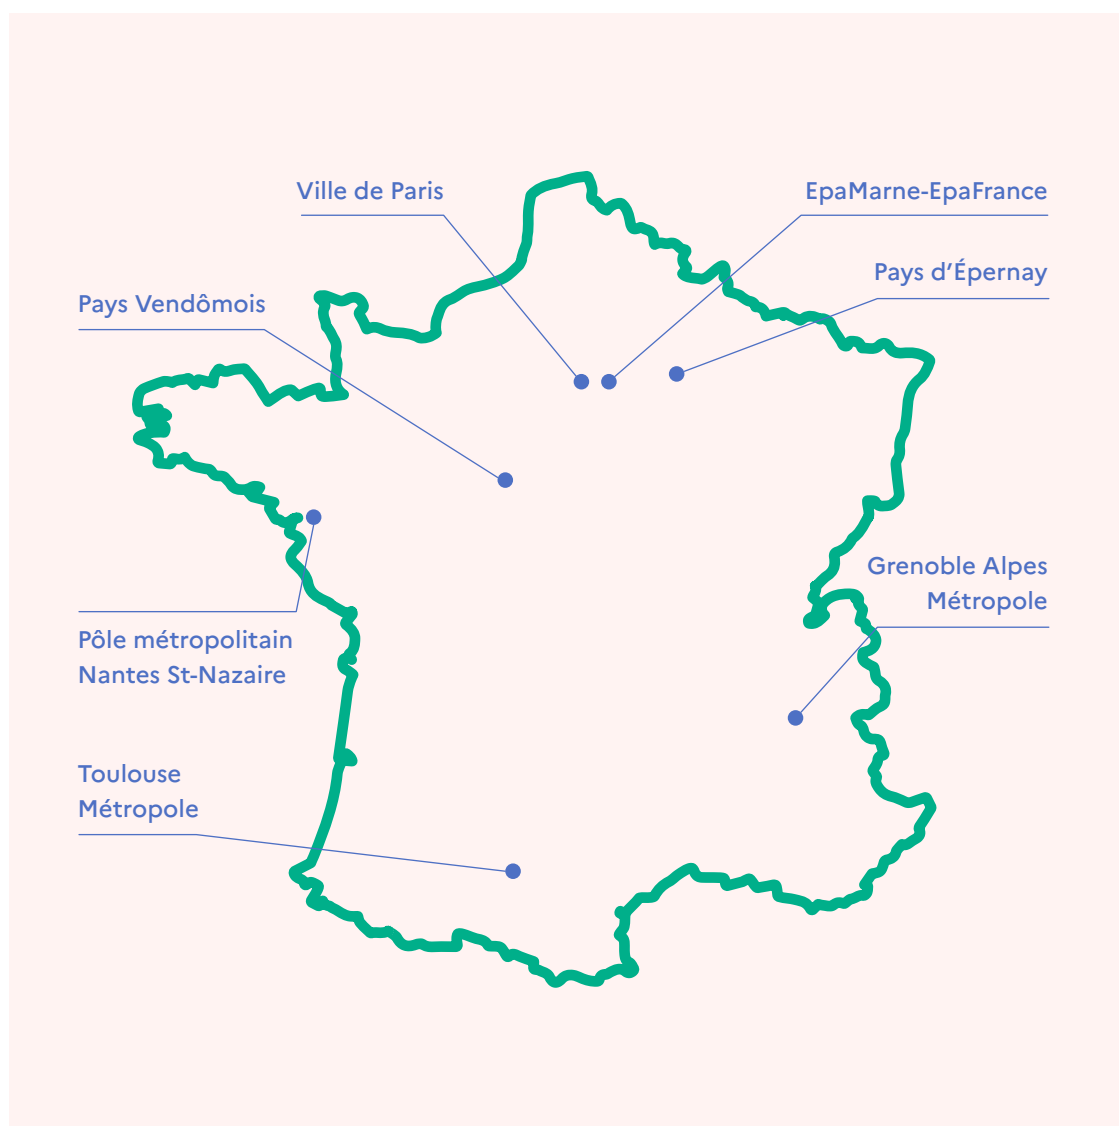 Ville de Paris
EpaMarne-EpaFrance
Pays d’Épernay
Pays Vendômois
Grenoble Alpes
Métropole
Pôle métropolitain
Nantes St-Nazaire
Toulouse
Métropole